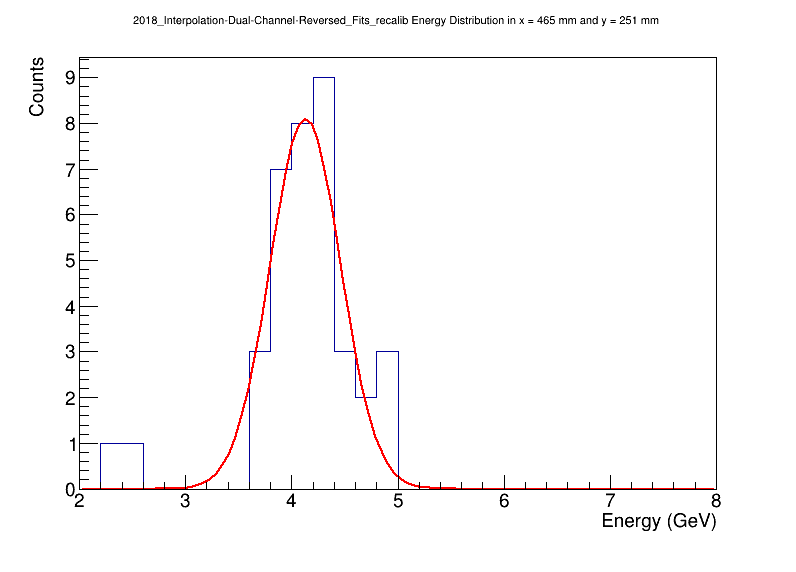 2018_Interpolation-Dual-Channel-Reversed_Fits_recalib Energy Distribution in x = 465 mm and y = 251 mm
Counts
9
8
7
6
5
4
3
2
1
0
2 3 4 5 6 7 8
Energy (GeV)